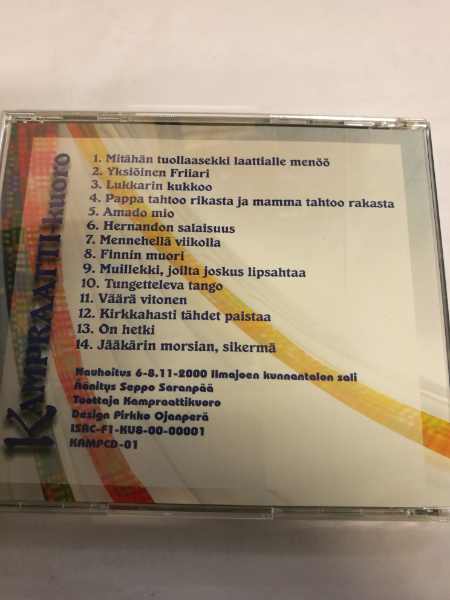 KAMPRAATTI-kuoro
1. Mitähän tuollaasekki laattialle menöö
2. Yksiöinen Friiari
3. Lukkarin kukkoo
4. Pappa tahtoo rikasta ja mamma tahtoo rakasta
5. Amado mio
6. Hernandon salaisuus
7. Mennehellä viikolla
8. Finnin muori
9. Muillekki, joilta joskus lipsahtaa
10. Tungetteleva tango
11. Väärä vitonen
12. Kirkkahasti tähdet paistaa
13. On hetki
14. Jääkärin morsian, sikermä
Nauhoitus 6-8.11-2000 Ilmajoen kunnantalon sali
Äänitys Seppo Saranpää
Tuottaja Kampraattikuoro
Design Pirkko Ojanperä
ISRC-F1-KU8-00-00001
KAMPCD-01